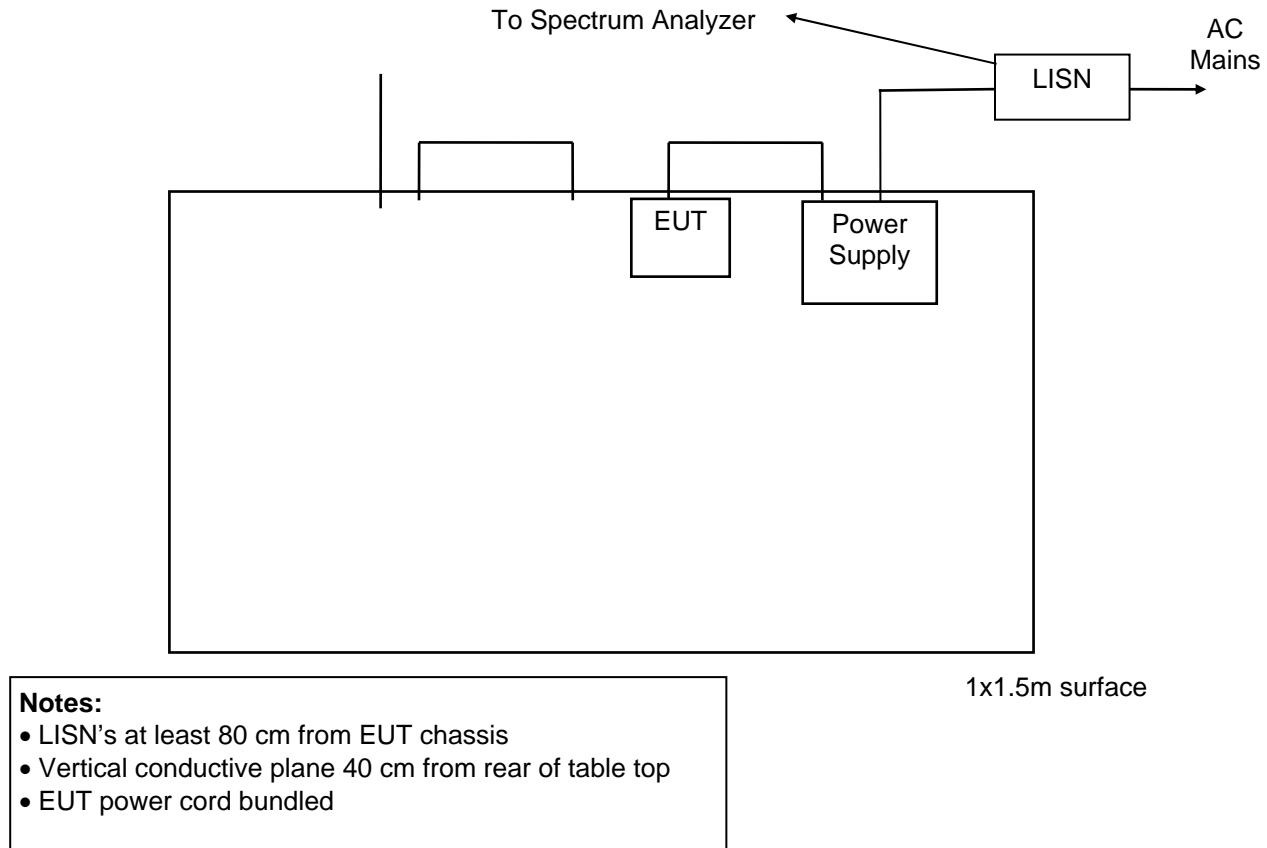 To Spectrum Analyzer
AC
Mains
LISN
EUT
Power
Supply
1x1.5m surface
Notes:
• LISN's at least 80 cm from EUT chassis
• Vertical conductive plane 40 cm from rear of table top
• EUT power cord bundled